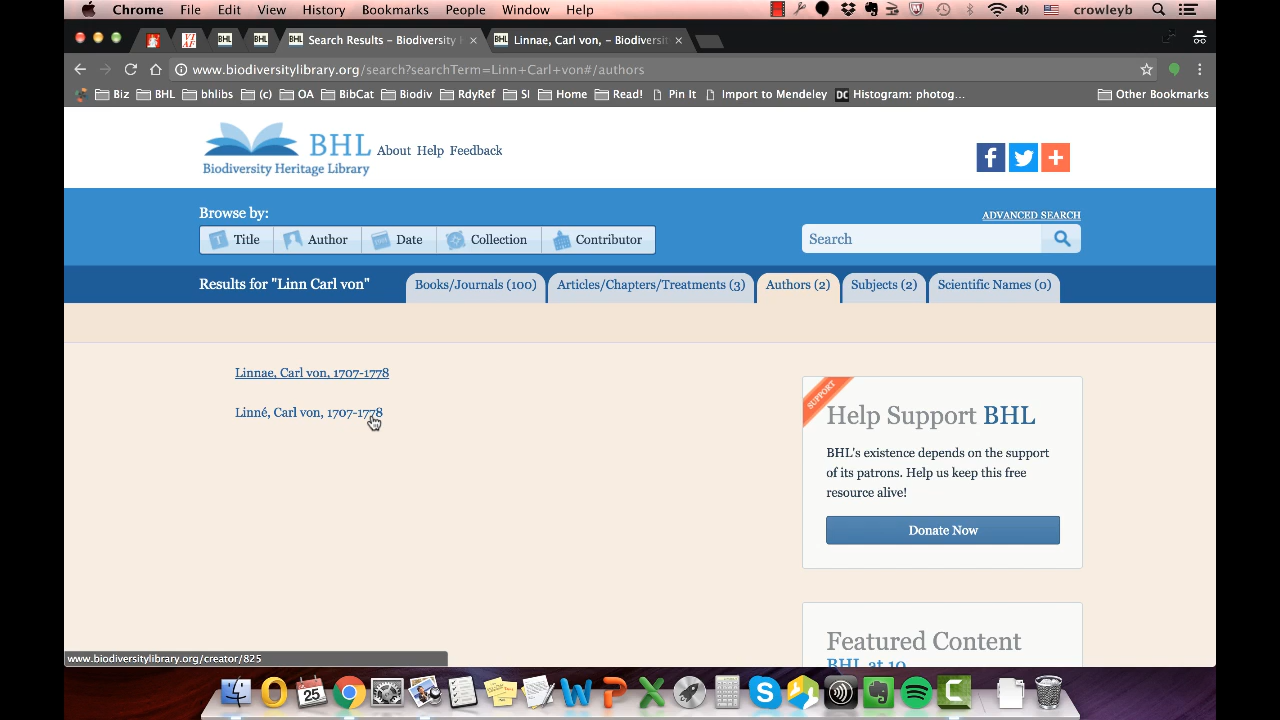 Chrome File Edit View History Bookmarks People Window Help crowleyb
Search Results – Biodiversity H Linnae, Carl von, – Biodiversit
www.biodiversitylibrary.org/search?searchTerm=Linn+Carl+von#/authors
Biz BHL bhlibs (c) OA BibCat Biodiv RdyRef SI Home Read! Pin It Import to Mendeley DC Histogram: photog... Other Bookmarks
BHL About Help Feedback
Biodiversity Heritage Library
Browse by:
ADVANCED SEARCH
Title Author Date Collection Contributor
Search
Results for "Linn Carl von" Books/Journals (100) Articles/Chapters/Treatments (3) Authors (2) Subjects (2) Scientific Names (0)
Linnae, Carl von, 1707-1778
Linné, Carl von, 1707-1778
SUPPORT
Help Support BHL
BHL's existence depends on the support
of its patrons. Help us keep this free
resource alive!
Donate Now
Featured Content
BHL at 10
www.biodiversitylibrary.org/creator/825